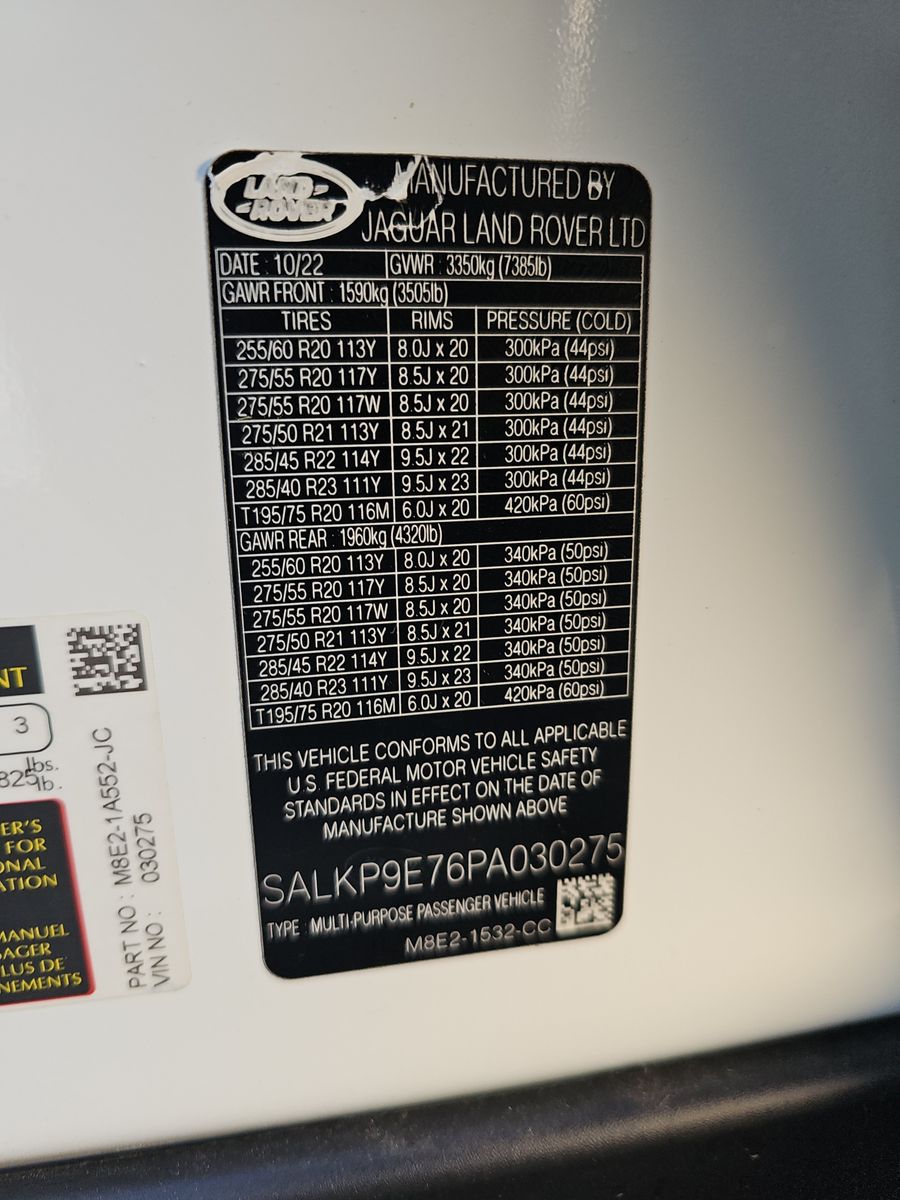 LAND-
-ROVER
MANUFACTURED BY
JAGUAR LAND ROVER LTD
DATE : 10/22 GVWR : 3350kg (7385lb)
GAWR FRONT : 1590kg (3505lb)
TIRES RIMS PRESSURE (COLD)
255/60 R20 113Y 8.0J x 20 300kPa (44psi)
275/55 R20 117Y 8.5J x 20 300kPa (44psi)
275/55 R20 117W 8.5J x 20 300kPa (44psi)
275/50 R21 113Y 8.5J x 21 300kPa (44psi)
285/45 R22 114Y 9.5J x 22 300kPa (44psi)
285/40 R23 111Y 9.5J x 23 300kPa (44psi)
T195/75 R20 116M 6.0J x 20 420kPa (60psi)
GAWR REAR : 1960kg (4320lb)
255/60 R20 113Y 8.0J x 20 340kPa (50psi)
275/55 R20 117Y 8.5J x 20 340kPa (50psi)
275/55 R20 117W 8.5J x 20 340kPa (50psi)
275/50 R21 113Y 8.5J x 21 340kPa (50psi)
285/45 R22 114Y 9.5J x 22 340kPa (50psi)
285/40 R23 111Y 9.5J x 23 340kPa (50psi)
T195/75 R20 116M 6.0J x 20 420kPa (60psi)
THIS VEHICLE CONFORMS TO ALL APPLICABLE
U.S. FEDERAL MOTOR VEHICLE SAFETY
STANDARDS IN EFFECT ON THE DATE OF
MANUFACTURE SHOWN ABOVE
SALKP9E76PA030275
TYPE : MULTI-PURPOSE PASSENGER VEHICLE
M8E2-1532-CC
NT
3
lbs.
825 lb.
ER'S
FOR
ONAL
ATION
MANUEL
AGER
LUS DE
NEMENTS
PART NO : M8E2-1A552-JC
VIN NO : 030275